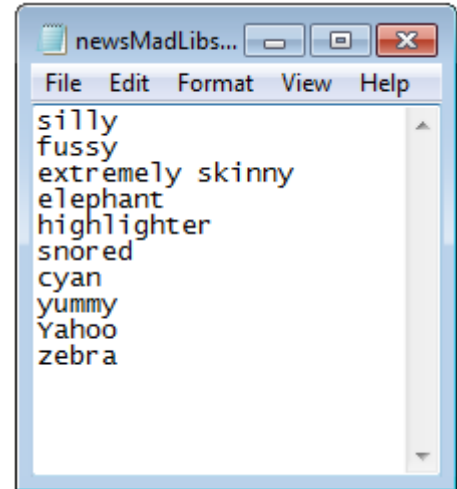 newsMadLibs...
File Edit Format View Help
silly
fussy
extremely skinny
elephant
highlighter
snored
cyan
yummy
Yahoo
zebra